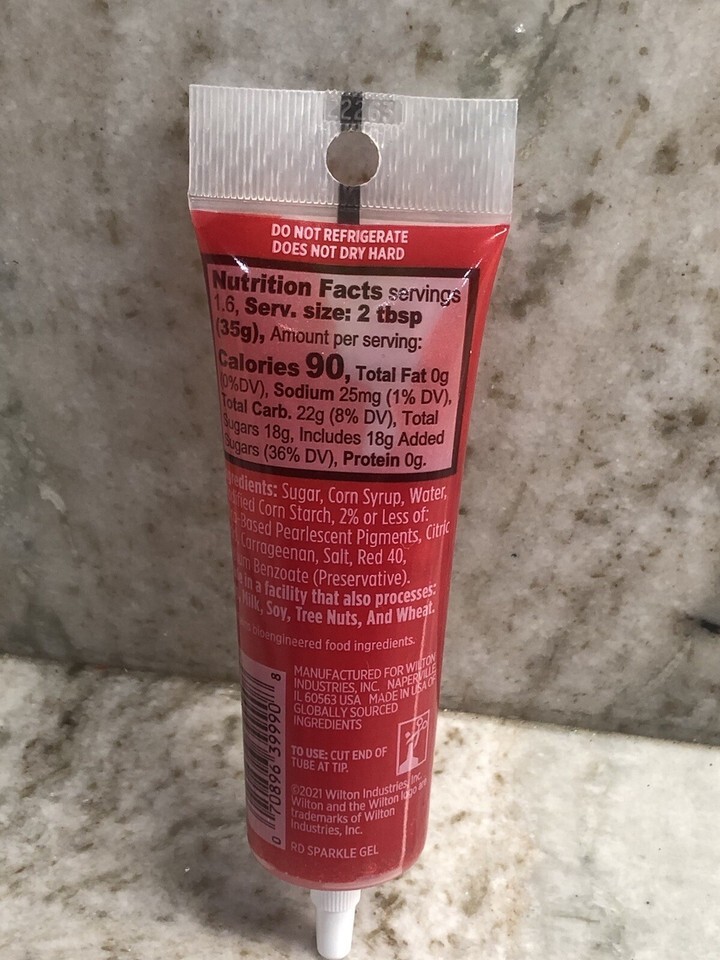 22263
DO NOT REFRIGERATE
DOES NOT DRY HARD
Nutrition Facts servings
1.6, Serv. size: 2 tbsp
(35g), Amount per serving:
Calories 90, Total Fat 0g
(0%DV), Sodium 25mg (1% DV),
Total Carb. 22g (8% DV), Total
Sugars 18g, Includes 18g Added
Sugars (36% DV), Protein 0g.
redients: Sugar, Corn Syrup, Water,
fied Corn Starch, 2% or Less of:
-Based Pearlescent Pigments, Citric
Carrageenan, Salt, Red 40,
m Benzoate (Preservative).
in a facility that also processes:
Milk, Soy, Tree Nuts, And Wheat.
bioengineered food ingredients.
MANUFACTURED FOR WILTON
INDUSTRIES, INC. NAPERVILLE,
IL 60563 USA MADE IN USA OF
GLOBALLY SOURCED
INGREDIENTS
TO USE: CUT END OF
TUBE AT TIP.
©2021 Wilton Industries, Inc.
Wilton and the Wilton logo are
trademarks of Wilton
Industries, Inc.
RD SPARKLE GEL
0 70896 39990 8